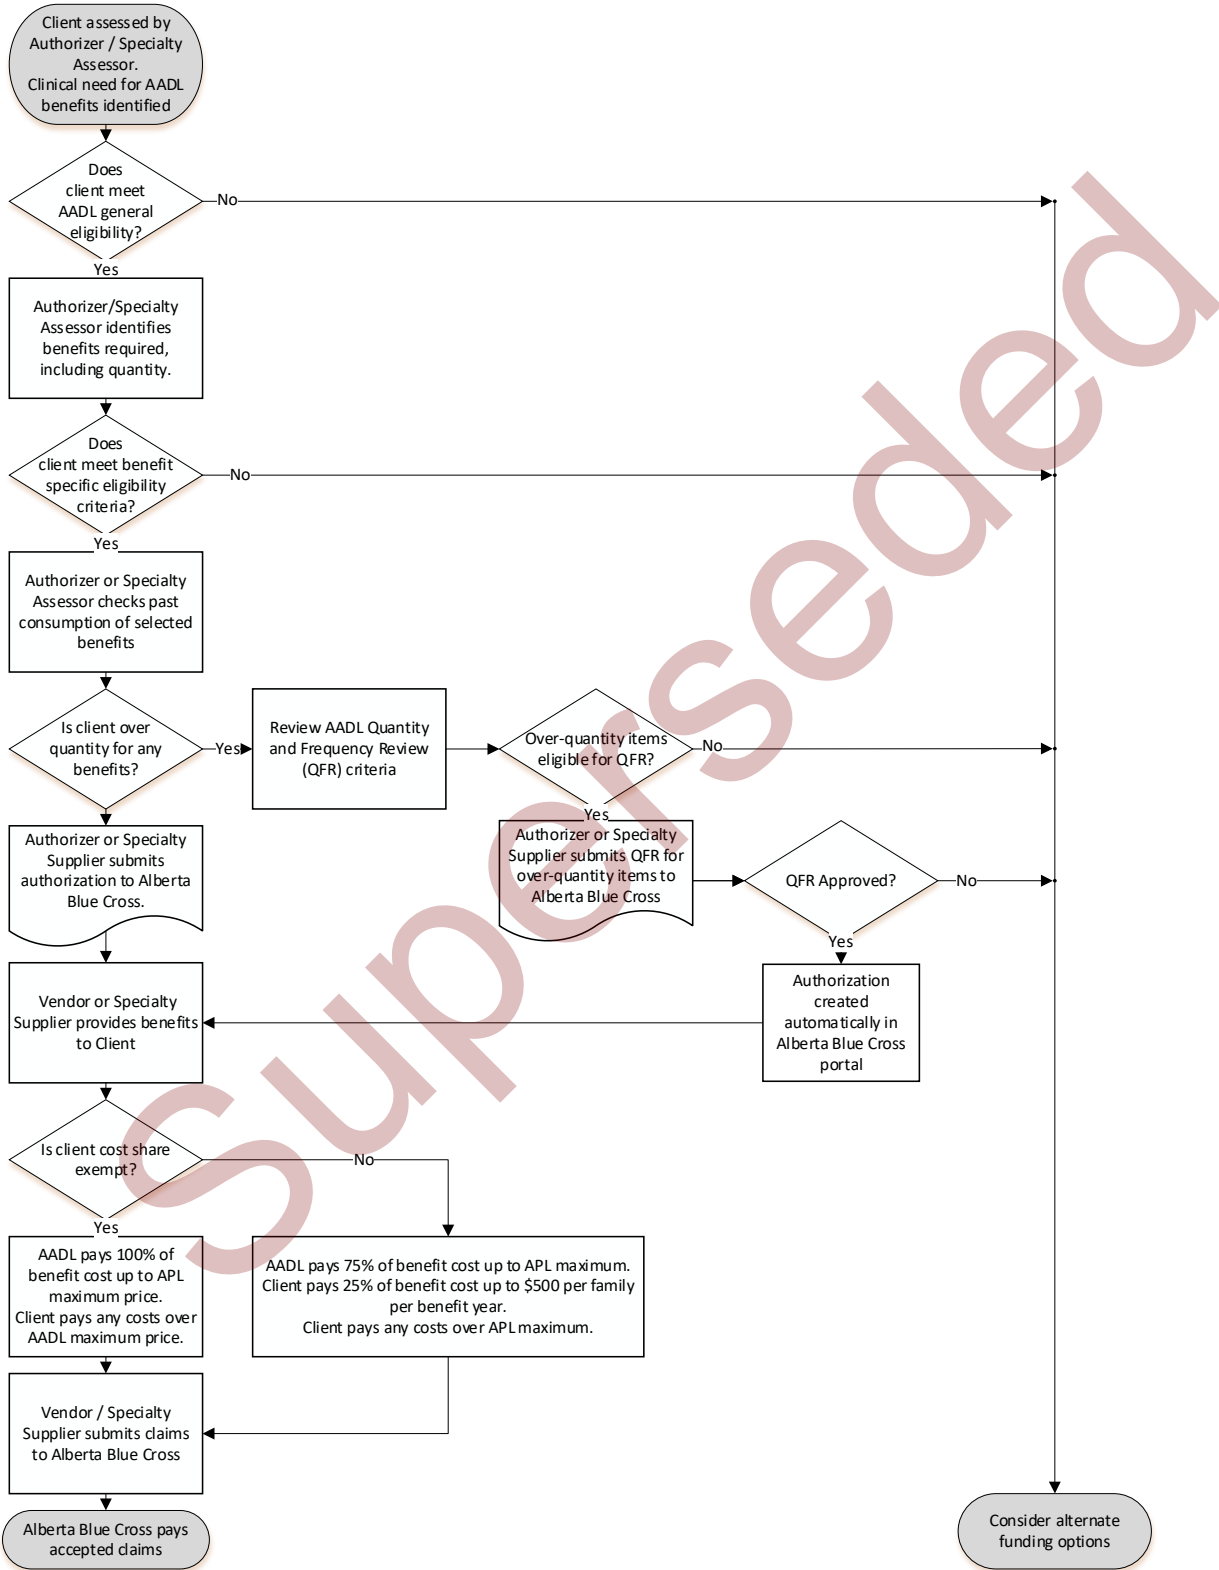 Client assessed by
Authorizer / Specialty
Assessor.
Clinical need for AADL
benefits identified
Does
client meet
AADL general
eligibility?
No
Yes
Authorizer/Specialty
Assessor identifies
benefits required,
including quantity.
Does
client meet benefit
specific eligibility
criteria?
No
Yes
Authorizer or Specialty
Assessor checks past
consumption of selected
benefits
Is client over
quantity for any
benefits?
Yes
Review AADL Quantity
and Frequency Review
(QFR) criteria
Over-quantity items
eligible for QFR?
No
Yes
Authorizer or Specialty
Supplier submits
authorization to Alberta
Blue Cross.
Authorizer or Specialty
Supplier submits QFR for
over-quantity items to
Alberta Blue Cross
QFR Approved?
No
Yes
Authorization
created
automatically in
Alberta Blue Cross
portal
Vendor or Specialty
Supplier provides benefits
to Client
Is client cost share
exempt?
No
Yes
AADL pays 100% of
benefit cost up to APL
maximum price.
Client pays any costs over
AADL maximum price.
AADL pays 75% of benefit cost up to APL maximum.
Client pays 25% of benefit cost up to $500 per family
per benefit year.
Client pays any costs over APL maximum.
Vendor / Specialty
Supplier submits claims
to Alberta Blue Cross
Alberta Blue Cross pays
accepted claims
Consider alternate
funding options
Superseded